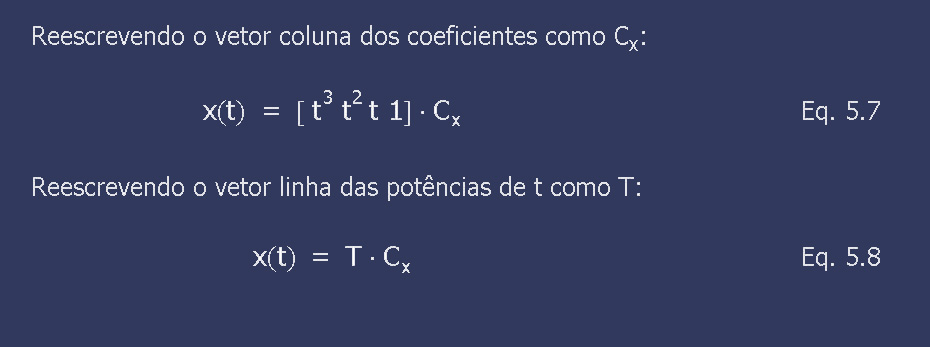 Reescrevendo o vetor coluna dos coeficientes como Cₓ:
x(t) = [ t³ t² t 1] · Cₓ Eq. 5.7
Reescrevendo o vetor linha das potências de t como T:
x(t) = T · Cₓ Eq. 5.8